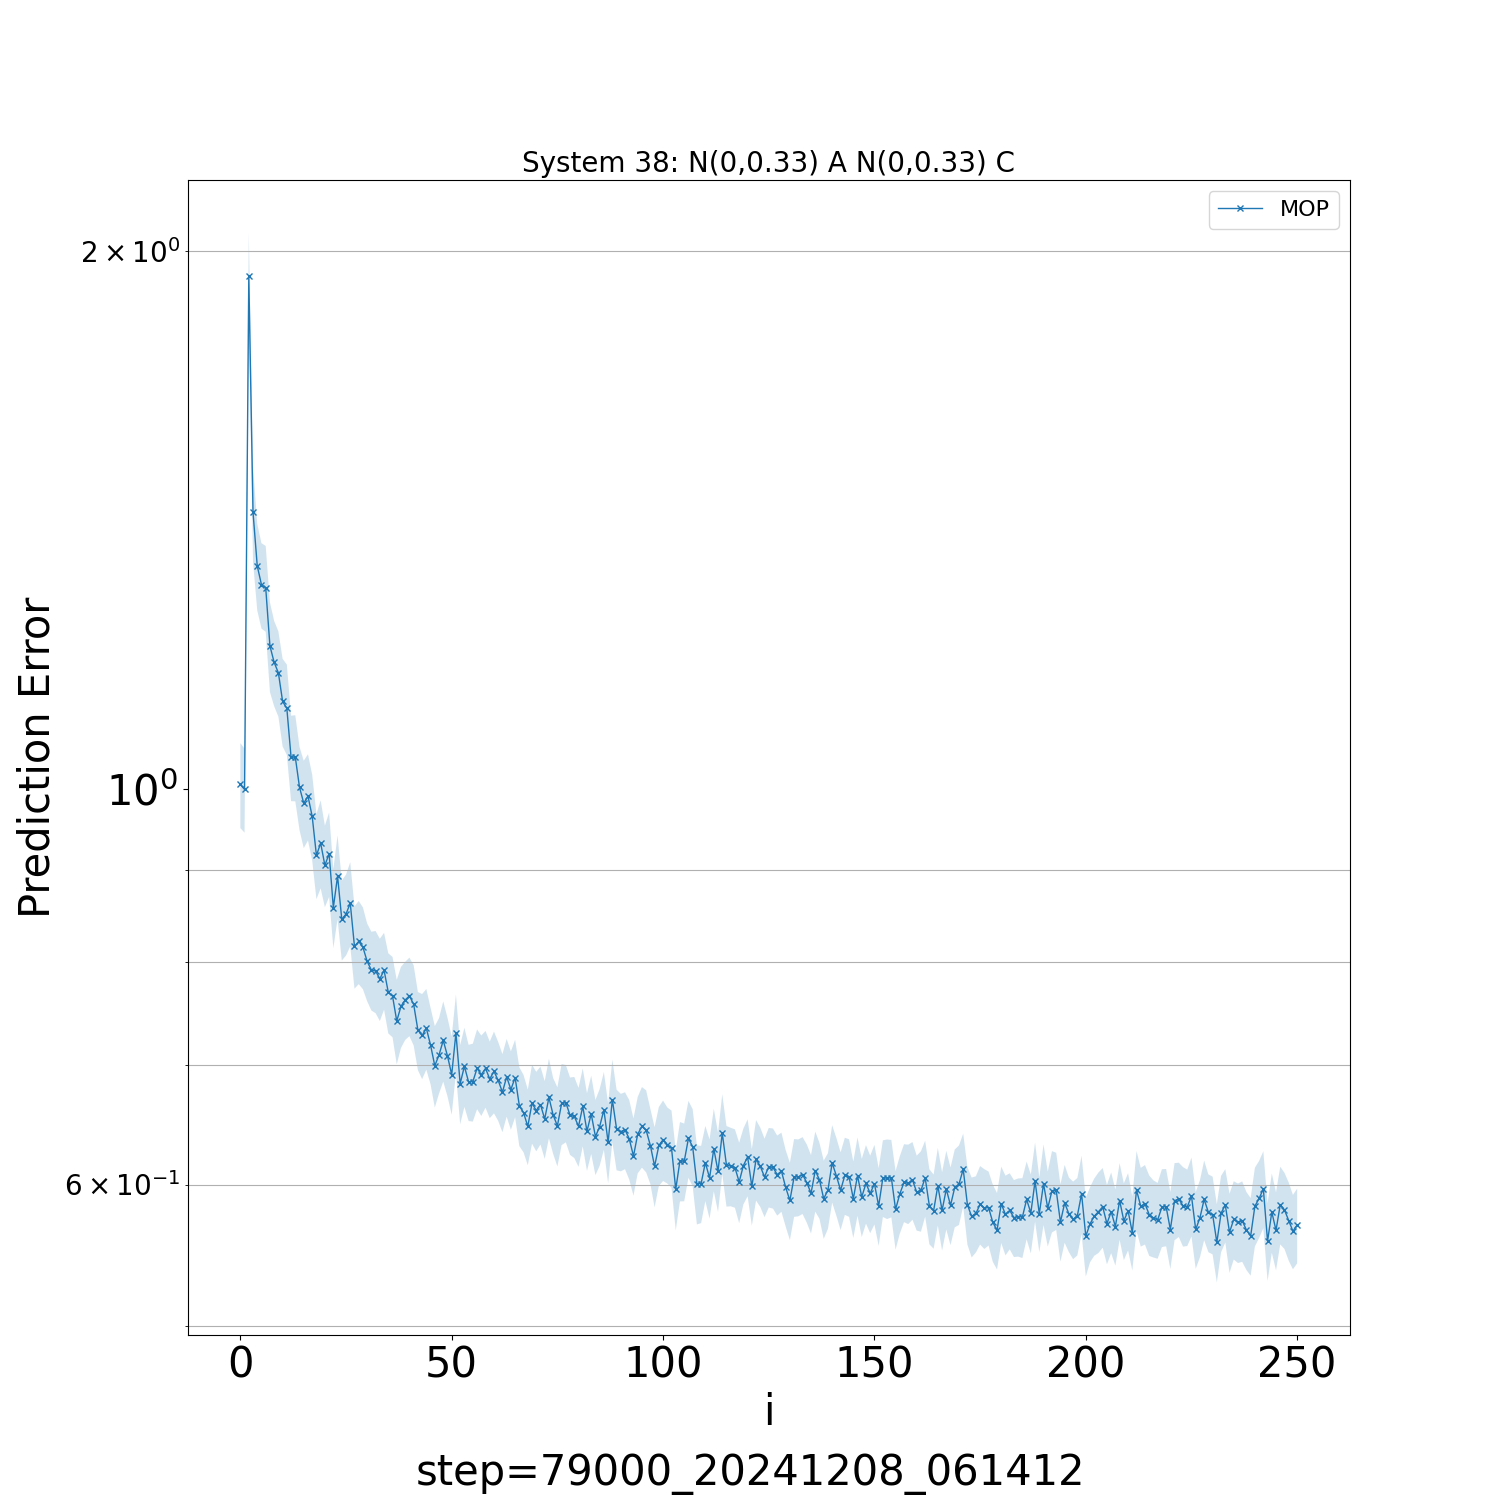 System 38: N(0,0.33) A N(0,0.33) C
MOP
2 × 10⁰
10⁰
6 × 10⁻¹
Prediction Error
0 50 100 150 200 250
i
step=79000_20241208_061412